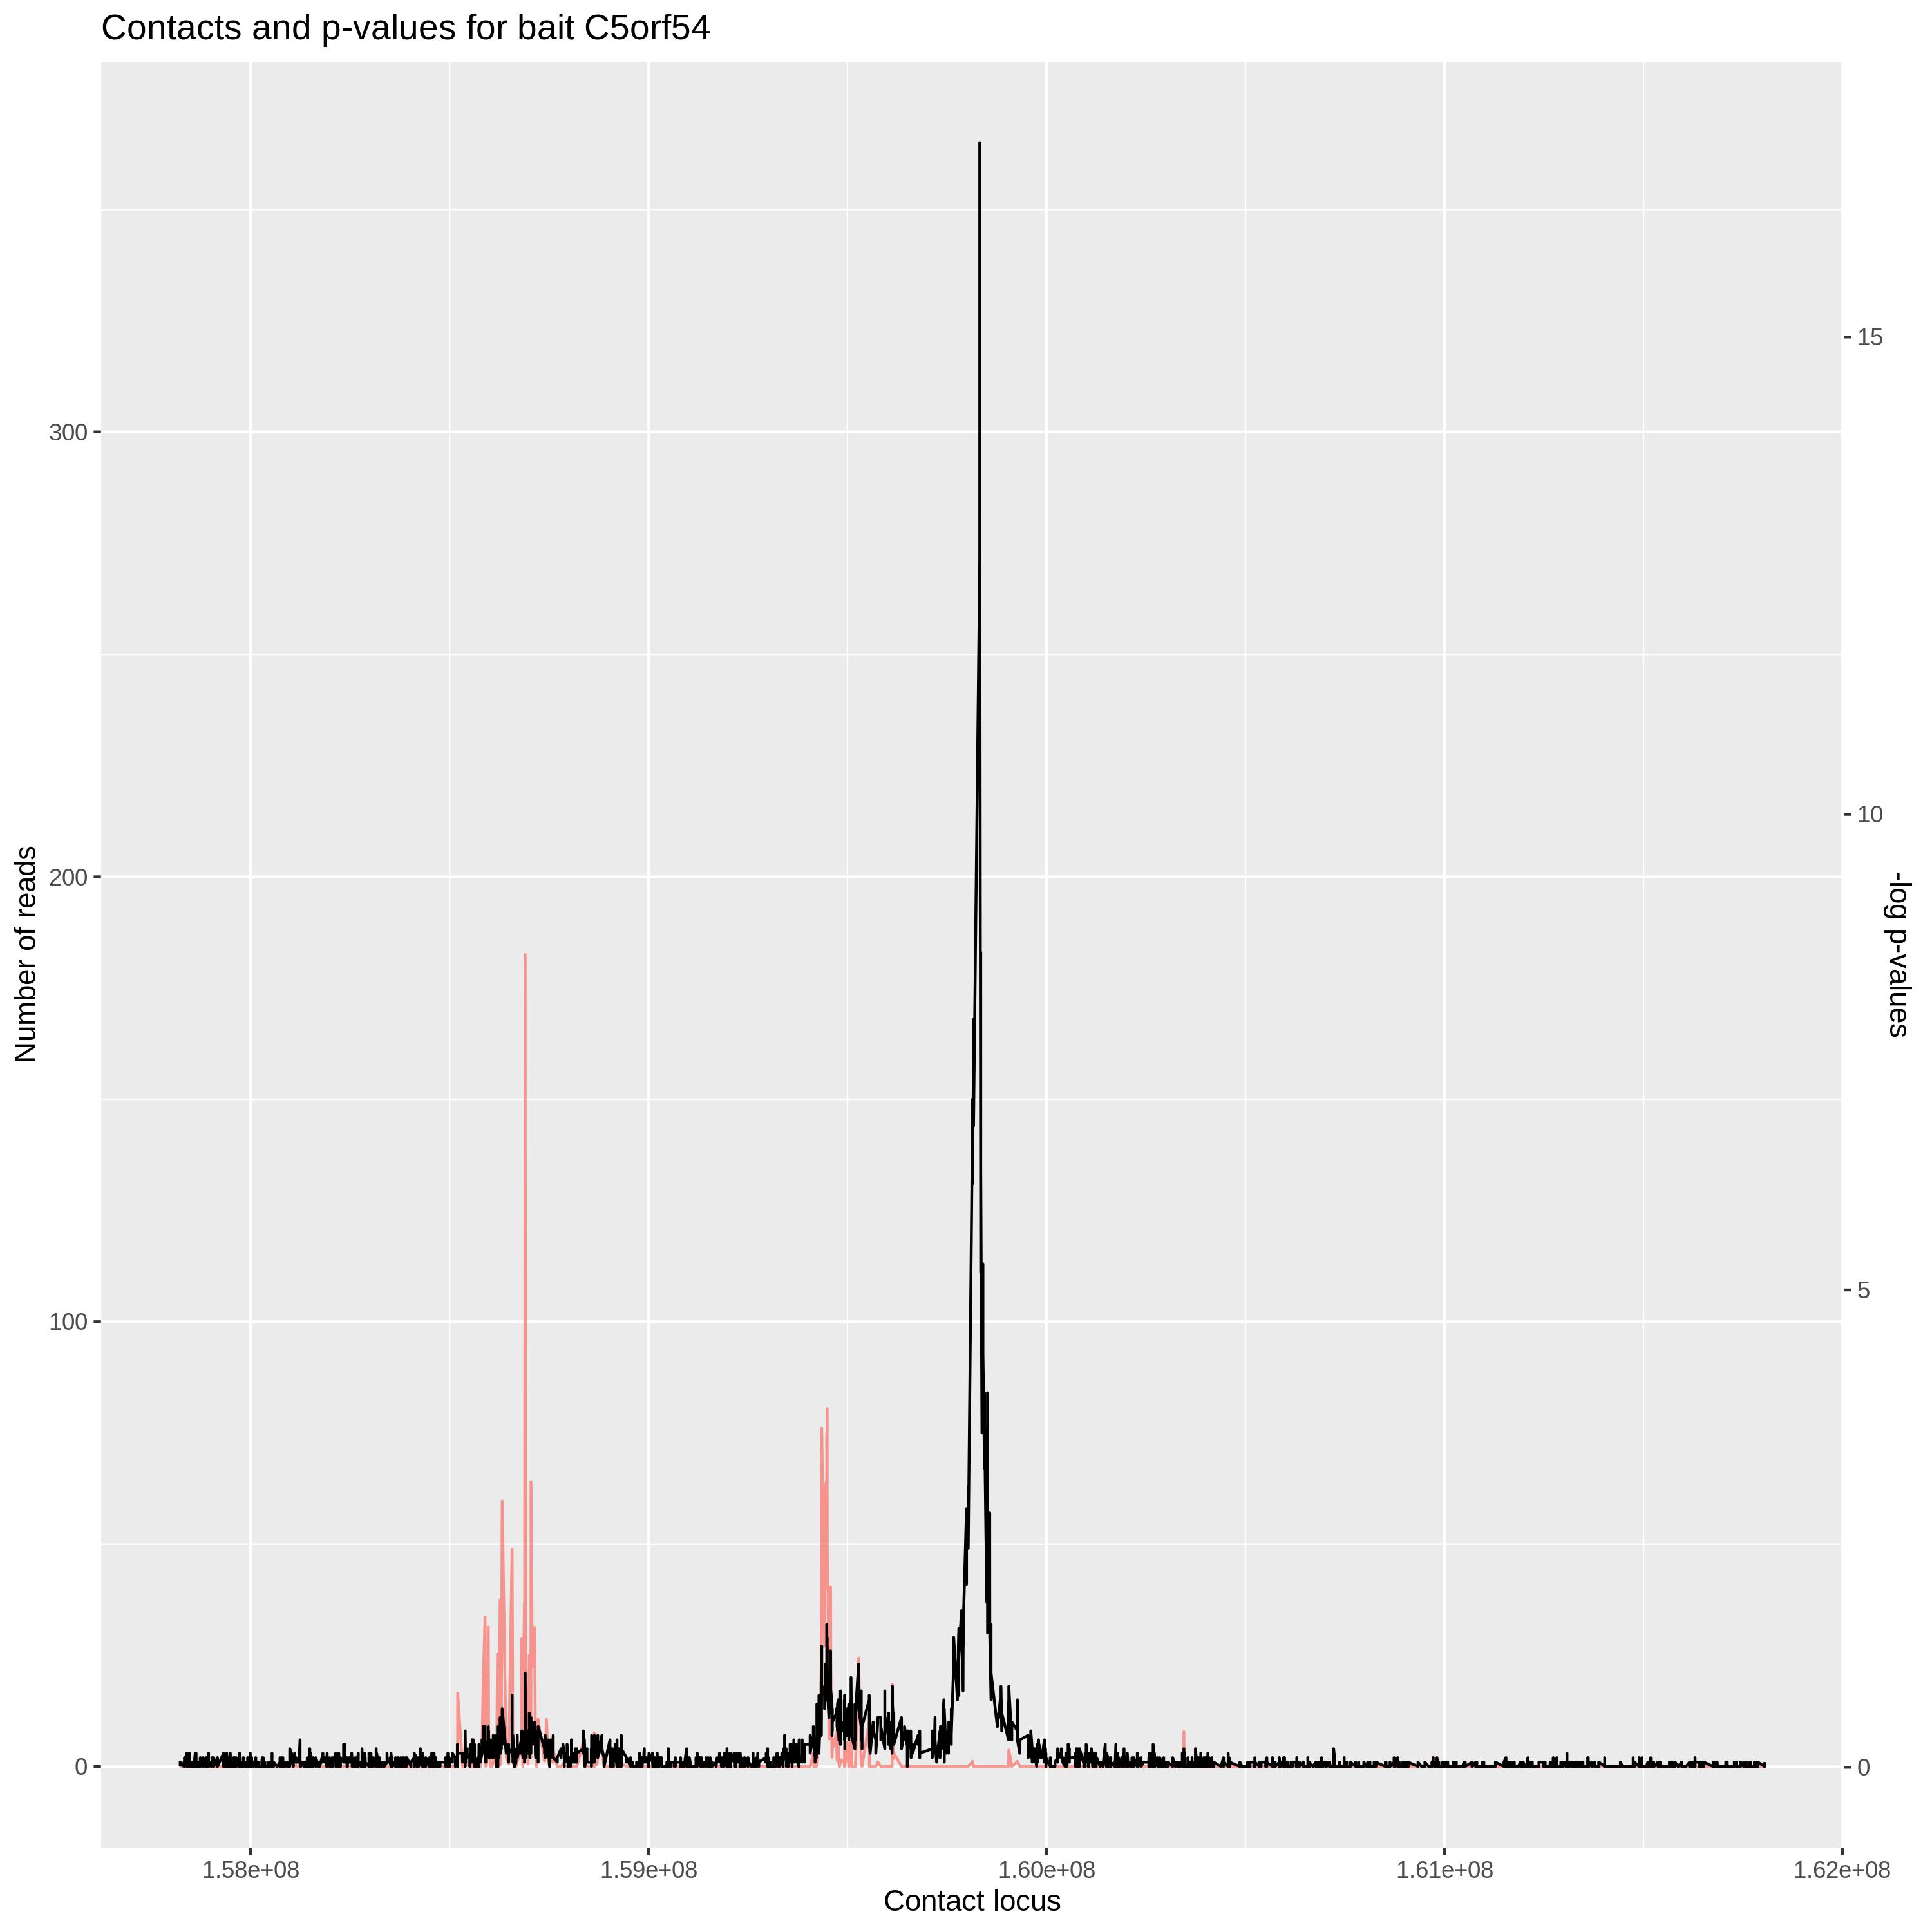 Contacts and p-values for bait C5orf54
Number of reads
300
200
100
0
15
10
5
0
-log p-values
1.58e+08 1.59e+08 1.60e+08 1.61e+08 1.62e+08
Contact locus